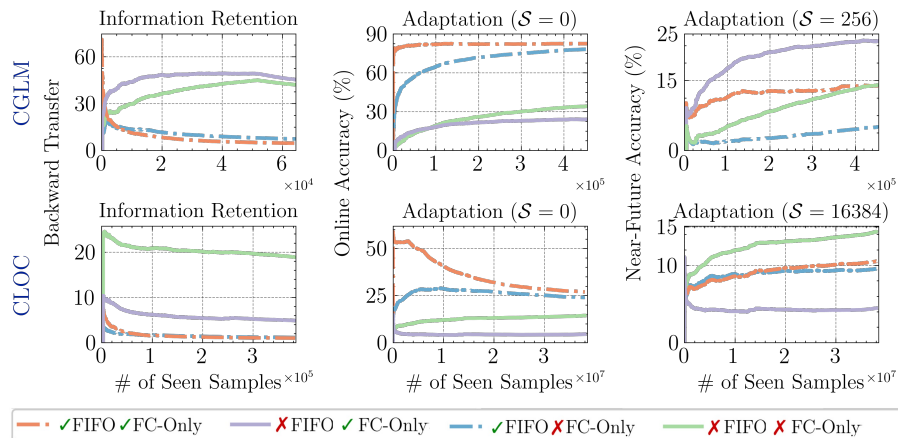 Information Retention
Adaptation (𝒮 = 0)
Adaptation (𝒮 = 256)
CGLM
Backward Transfer
60
30
0
0
2
4
6
×10⁴
Online Accuracy (%)
90
60
30
0
0
1
2
3
4
×10⁵
Near-Future Accuracy (%)
25
15
0
0
1
2
3
4
×10⁵
Information Retention
Adaptation (𝒮 = 0)
Adaptation (𝒮 = 16384)
CLOC
20
10
0
0
1
2
3
50
25
0
0
1
2
3
15
10
0
0
1
2
3
# of Seen Samples ×10⁵
# of Seen Samples ×10⁷
# of Seen Samples ×10⁷
✓FIFO ✓FC-Only
✗FIFO ✓FC-Only
✓FIFO ✗FC-Only
✗FIFO ✗FC-Only